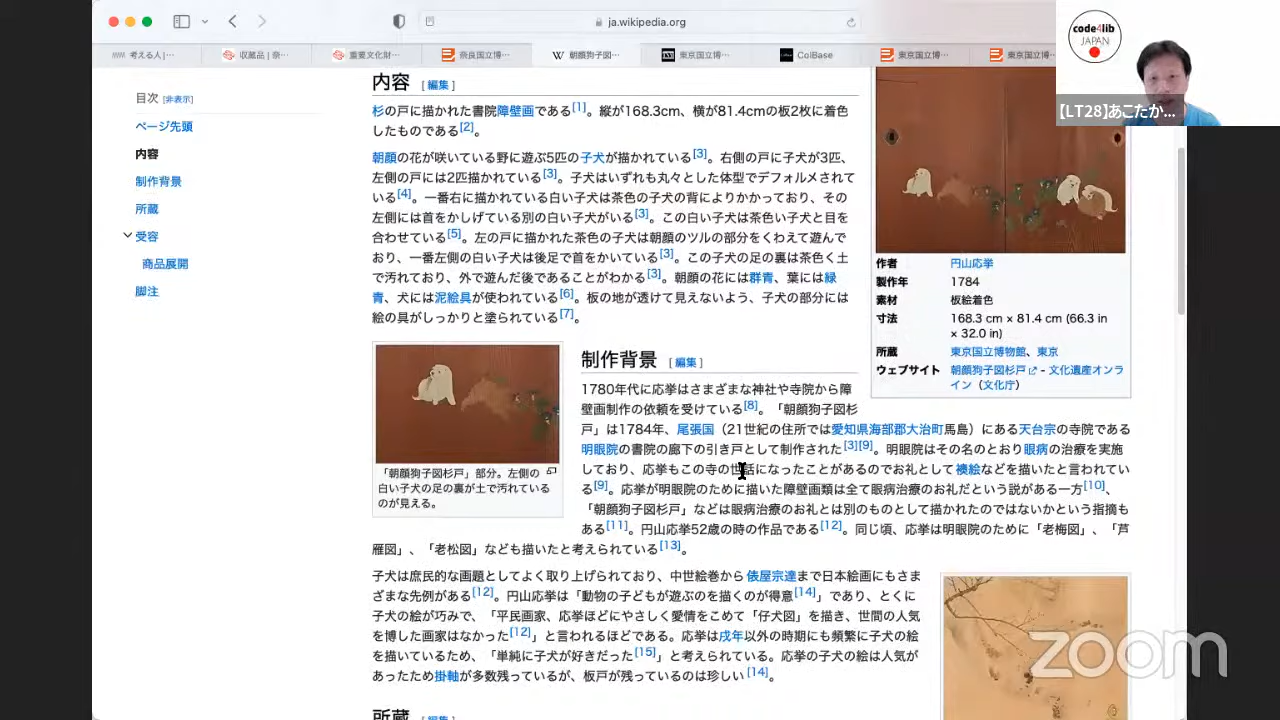 ja.wikipedia.org
考える人 |…
収蔵品 | 奈…
重要文化財…
奈良国立博…
朝顔狗子図…
東京国立博…
ColBase
東京国立博…
東京国立博…
code4lib
JAPAN
【LT28】あこたか...
目次 [非表示]
ページ先頭
内容
制作背景
所蔵
受容
商品展開
脚注
内容 [編集]
杉の戸に描かれた書院障壁画である[1]。縦が168.3cm、横が81.4cmの板2枚に着色
したものである[2]。
朝顔の花が咲いている野に遊ぶ5匹の子犬が描かれている[3]。右側の戸に子犬が3匹、
左側の戸には2匹描かれている[3]。子犬はいずれも丸々とした体型でデフォルメされて
いる[4]。一番右に描かれている白い子犬は茶色の子犬の背によりかかっており、その
左側には首をかしげている別の白い子犬がいる[3]。この白い子犬は茶色い子犬と目を
合わせている[5]。左の戸に描かれた茶色の子犬は朝顔のツルの部分をくわえて遊んで
おり、一番左側の白い子犬は後足で首をかいている[3]。この子犬の足の裏は茶色く土
で汚れており、外で遊んだ後であることがわかる[3]。朝顔の花には群青、葉には緑
青、犬には泥絵具が使われている[6]。板の地が透けて見えないよう、子犬の部分には
絵の具がしっかりと塗られている[7]。
作者 円山応挙
製作年 1784
素材 板絵着色
寸法 168.3 cm × 81.4 cm (66.3 in
× 32.0 in)
所蔵 東京国立博物館、東京
ウェブサイト 朝顔狗子図杉戸 - 文化遺産オンラ
イン（文化庁）
「朝顔狗子図杉戸」部分。左側の
白い子犬の足の裏が土で汚れている
のが見える。
制作背景 [編集]
1780年代に応挙はさまざまな神社や寺院から障
壁画制作の依頼を受けている[8]。「朝顔狗子図杉
戸」は1784年、尾張国（21世紀の住所では愛知県海部郡大治町馬島）にある天台宗の寺院である
明眼院の書院の廊下の引き戸として制作された[3][9]。明眼院はその名のとおり眼病の治療を実施
しており、応挙もこの寺の世話になったことがあるのでお礼として襖絵などを描いたと言われてい
る[9]。応挙が明眼院のために描いた障壁画類は全て眼病治療のお礼だという説がある一方[10]、
「朝顔狗子図杉戸」などは眼病治療のお礼とは別のものとして描かれたのではないかという指摘も
ある[11]。円山応挙52歳の時の作品である[12]。同じ頃、応挙は明眼院のために「老梅図」、「芦
雁図」、「老松図」なども描いたと考えられている[13]。
子犬は庶民的な画題としてよく取り上げられており、中世絵巻から俵屋宗達まで日本絵画にもさま
ざまな先例がある[12]。円山応挙は「動物の子どもが遊ぶのを描くのが得意[14]」であり、とくに
子犬の絵が巧みで、「平民画家、応挙ほどにやさしく愛情をこめて「仔犬図」を描き、世間の人気
を博した画家はなかった[12]」と言われるほどである。応挙は戌年以外の時期にも頻繁に子犬の絵
を描いているため、「単純に子犬が好きだった[15]」と考えられている。応挙の子犬の絵は人気が
あったため掛軸が多数残っているが、板戸が残っているのは珍しい[14]。
所蔵 [編集]
zoom